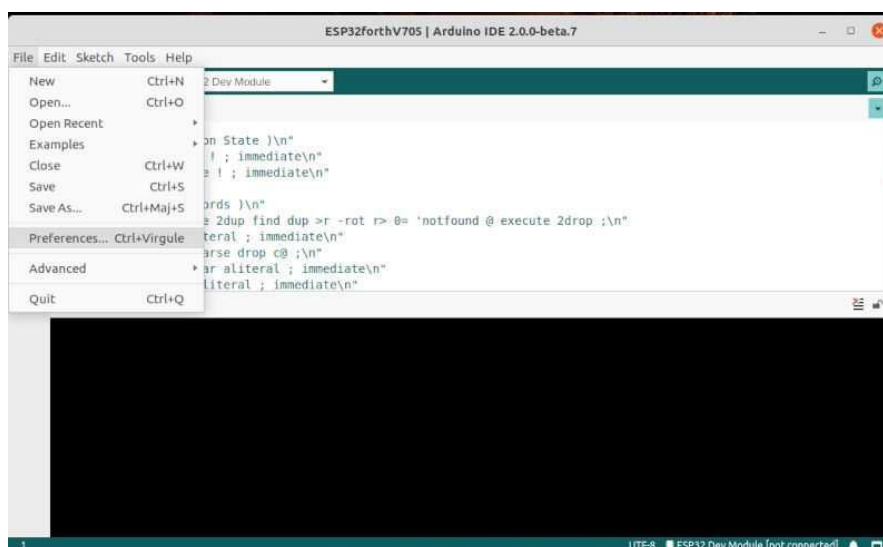 ESP32forthV705 | Arduino IDE 2.0.0-beta.7
File Edit Sketch Tools Help
New Ctrl+N
2 Dev Module
Open... Ctrl+O
Open Recent
Examples
Close Ctrl+W
Save Ctrl+S
Save As... Ctrl+Maj+S
Preferences... Ctrl+Virgule
Advanced
Quit Ctrl+Q
on State )\n"
! ; immediate\n"
e ! ; immediate\n"
ords )\n"
e 2dup find dup >r -rot r> 0= 'notfound @ execute 2drop ;\n"
teral ; immediate\n"
arse drop c@ ;\n"
ar aliteral ; immediate\n"
literal ; immediate\n"
1 UTF-8 ESP32 Dev Module [not connected]